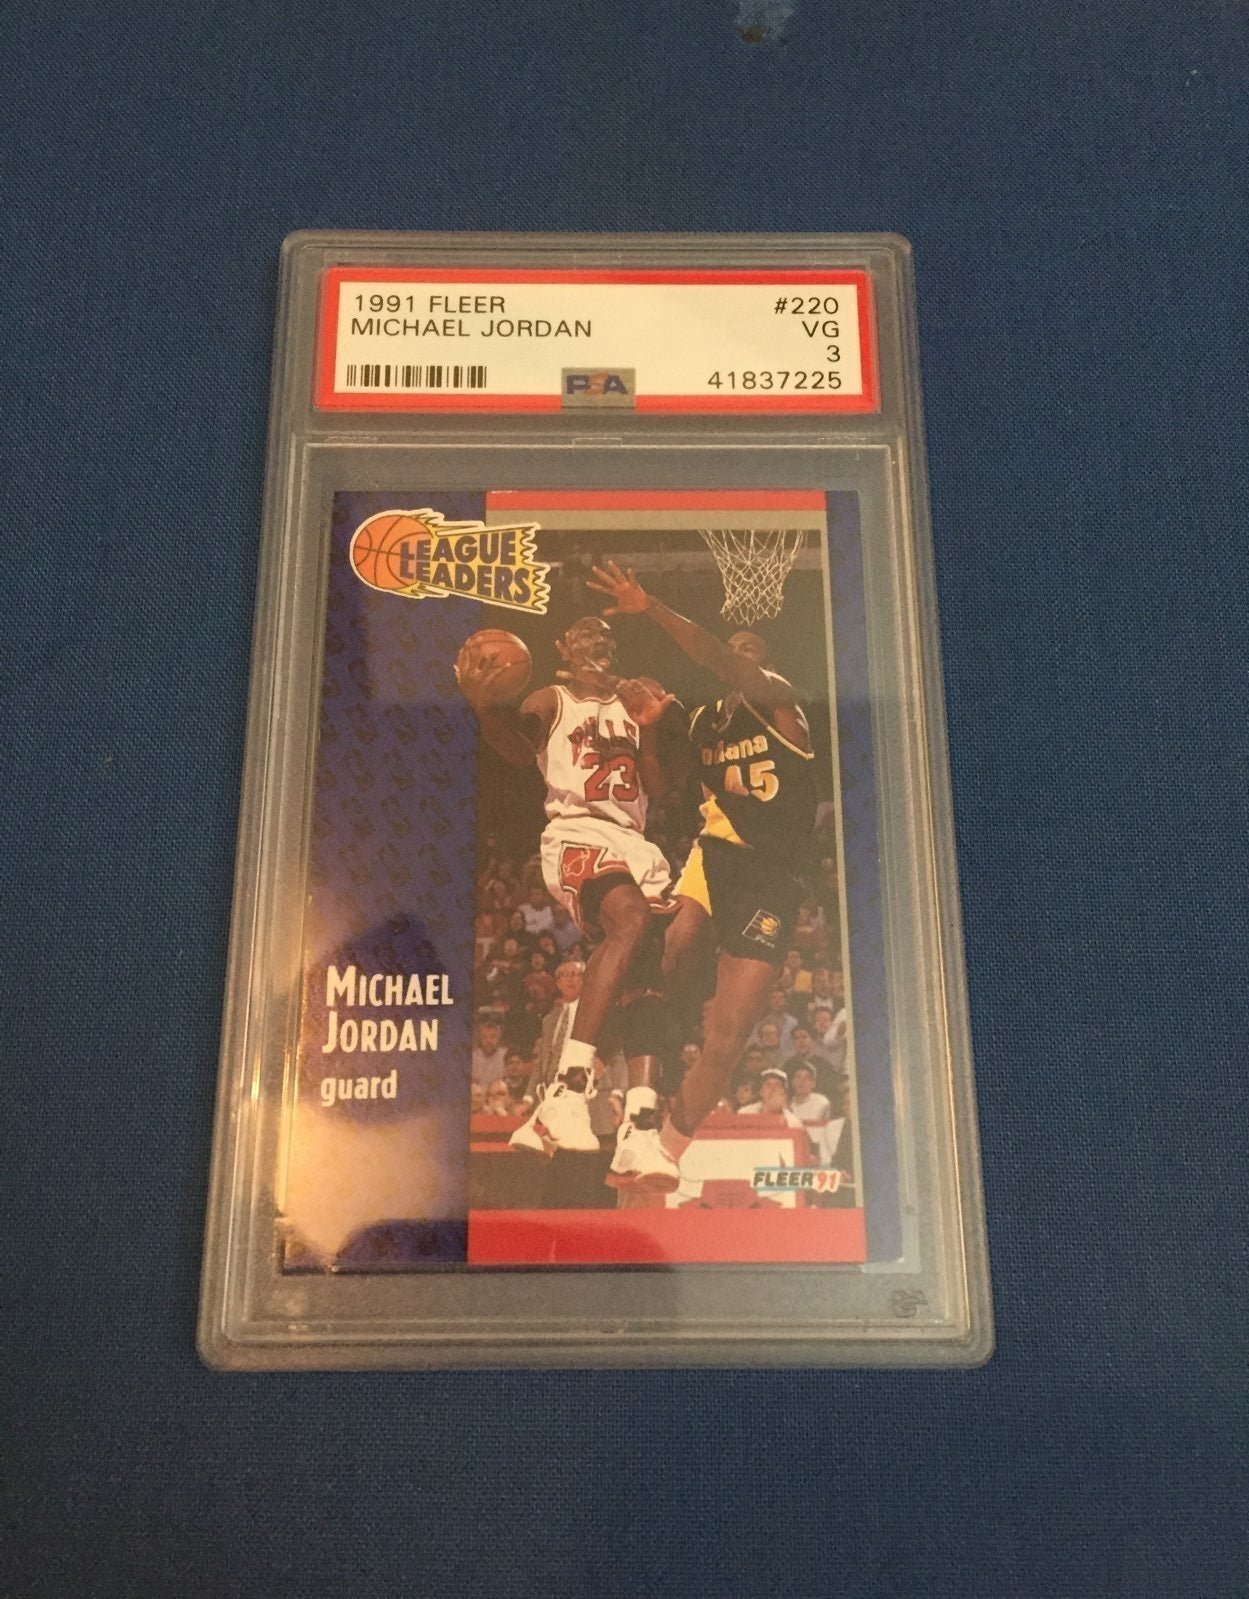 1991 FLEER #220
MICHAEL JORDAN VG
3
PSA 41837225
LEAGUE
LEADERS
BULLS
23
ndiana
45
MICHAEL
JORDAN
guard
FLEER '91